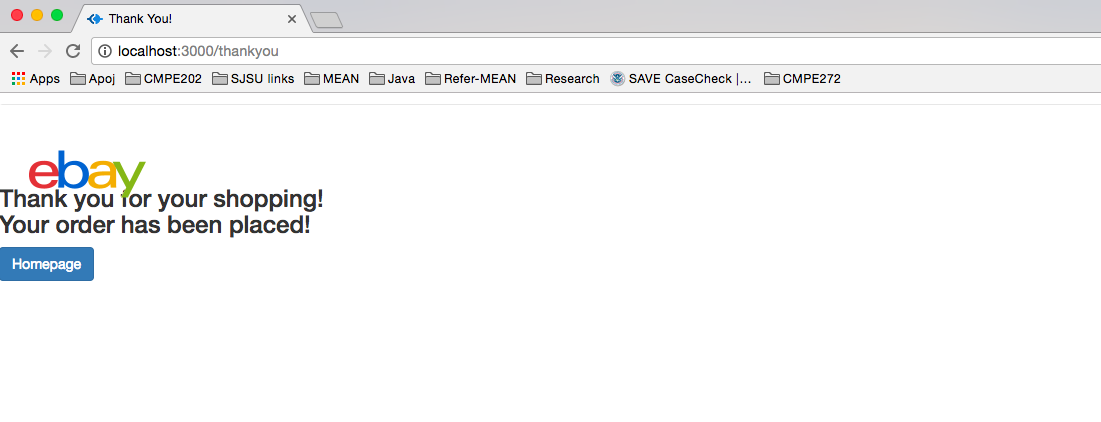 Thank You!
localhost:3000/thankyou
Apps Apoj CMPE202 SJSU links MEAN Java Refer-MEAN Research SAVE CaseCheck |... CMPE272
ebay
Thank you for your shopping!
Your order has been placed!
Homepage